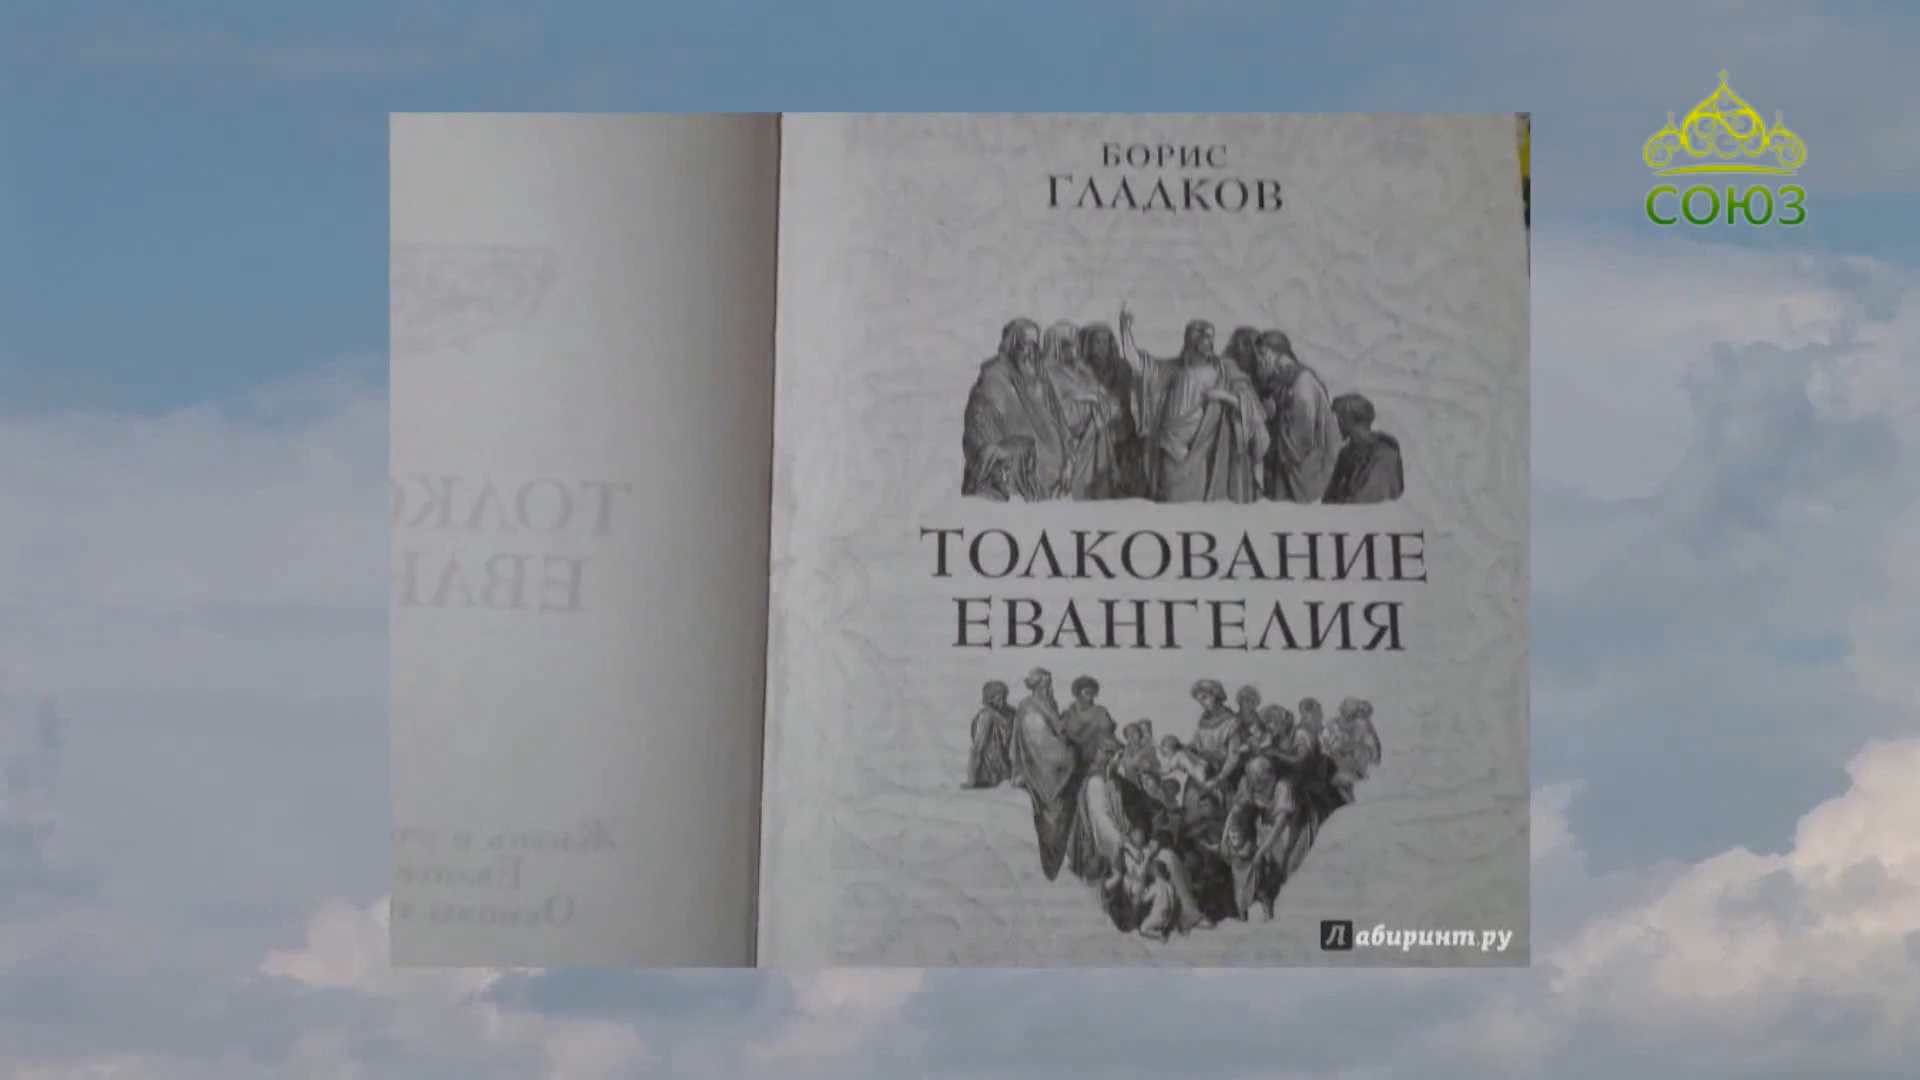 БОРИС
ГЛАДКОВ
СОЮЗ
ТОЛКОВАНИЕ
ЕВАНГЕЛИЯ
Лабиринт.ру